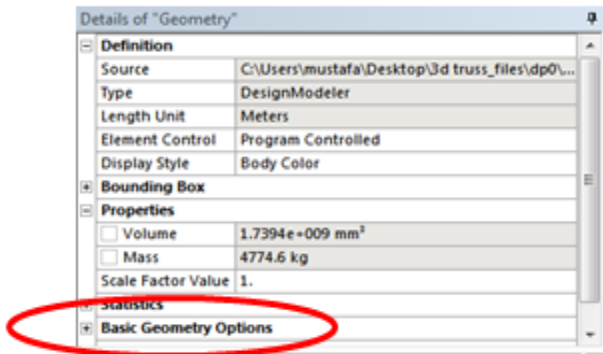 Details of "Geometry"
Definition
Source C:\Users\mustafa\Desktop\3d truss_files\dp0\...
Type DesignModeler
Length Unit Meters
Element Control Program Controlled
Display Style Body Color
Bounding Box
Properties
Volume 1.7394e+009 mm³
Mass 4774.6 kg
Scale Factor Value 1.
Statistics
Basic Geometry Options